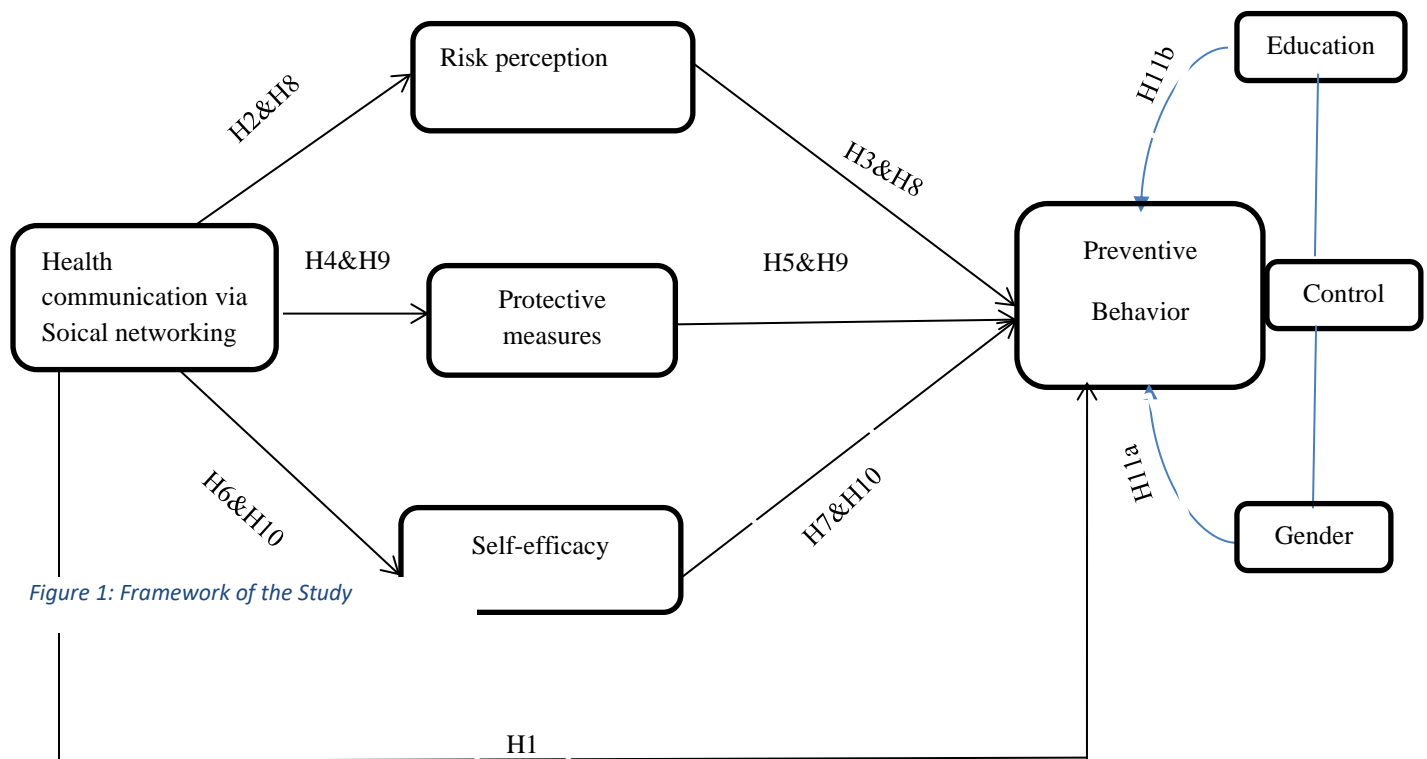 Education
Risk perception
H11b
H2&H8
H3&H8
Health
communication via
Soical networking
H4&H9
Protective
measures
H5&H9
Preventive
Behavior
Control
H6&H10
Self-efficacy
H7&H10
H11a
Gender
Figure 1: Framework of the Study
H1